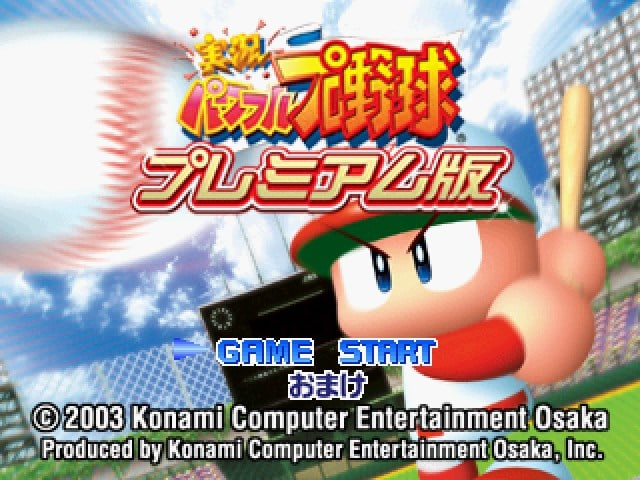 実況
パワフル
プロ野球
プレミアム版
GAME START
おまけ
© 2003 Konami Computer Entertainment Osaka
Produced by Konami Computer Entertainment Osaka, Inc.